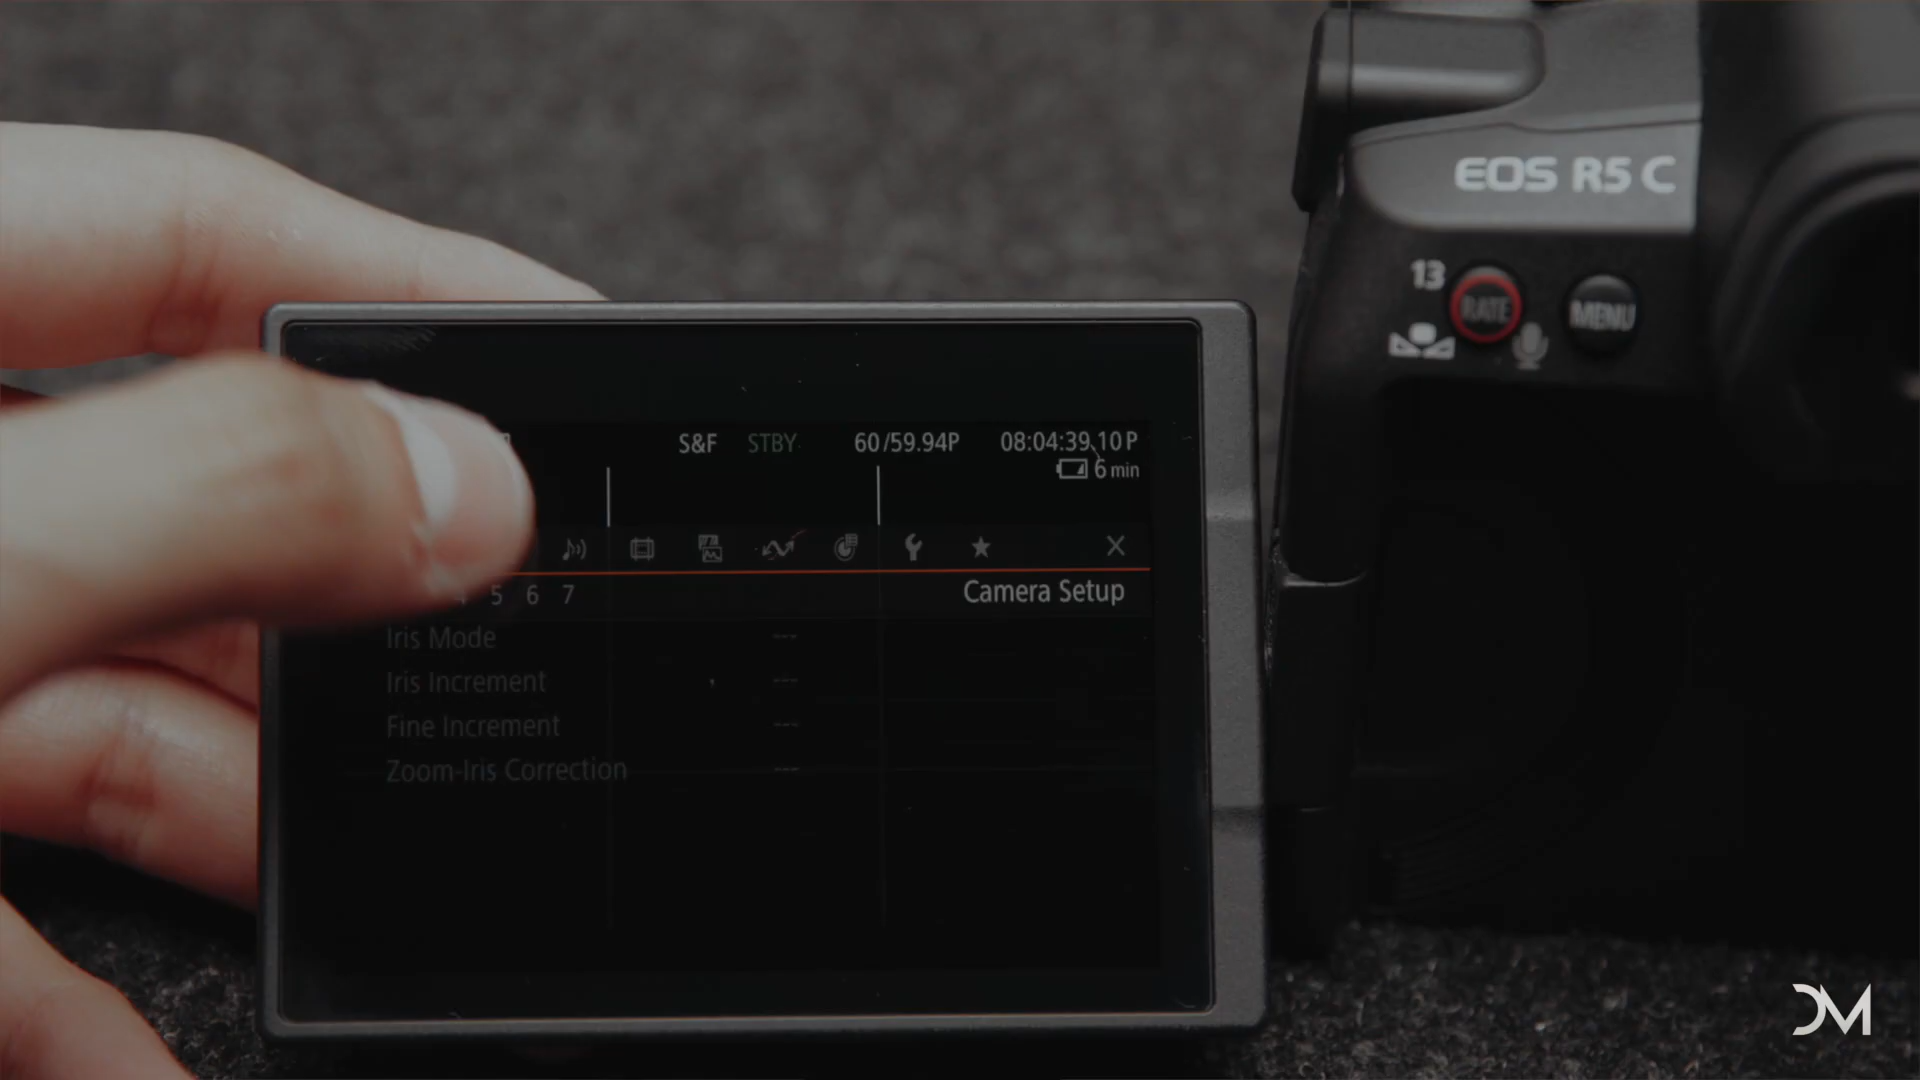 EOS R5 C
13
RATE
MENU
S&F STBY 60/59.94P 08:04:39.10 P
6 min
5 6 7
Camera Setup
Iris Mode ---
Iris Increment ---
Fine Increment ---
Zoom-Iris Correction ---
DM